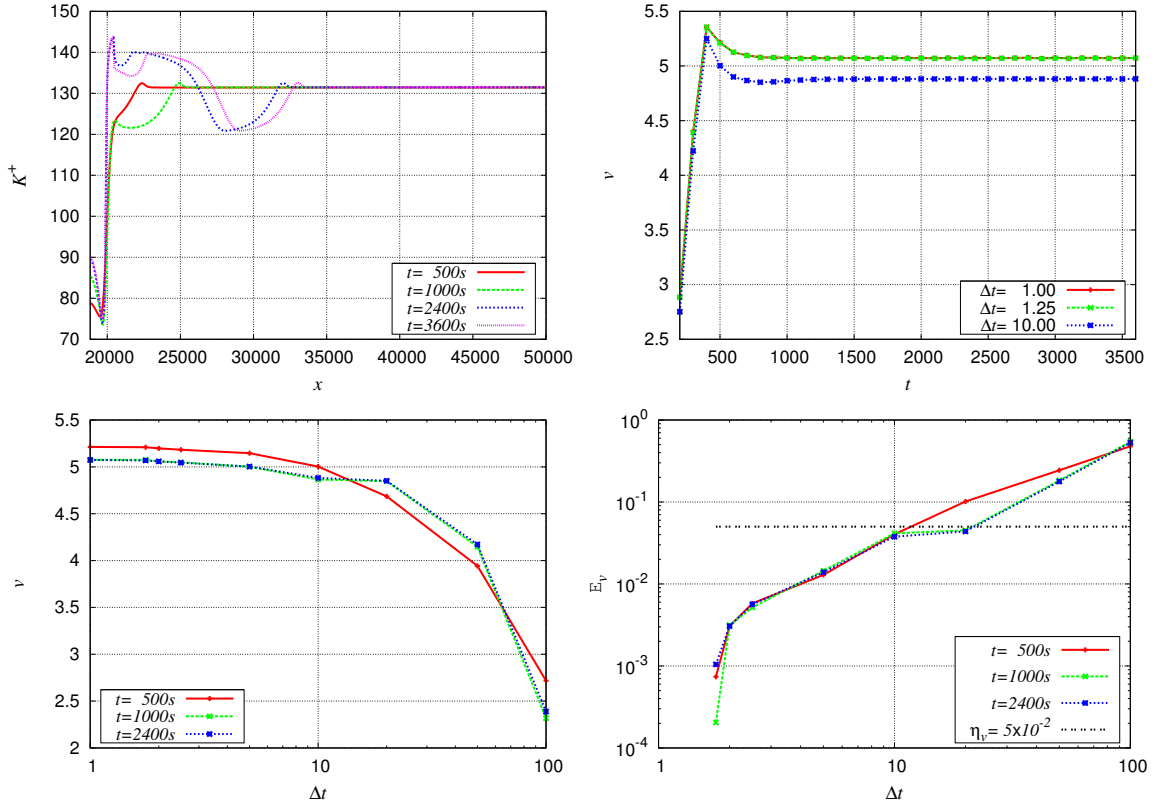 150
140
130
120
110
100
90
80
70
K⁺
20000 25000 30000 35000 40000 45000 50000
x
t= 500s
t=1000s
t=2400s
t=3600s
5.5
5
4.5
4
3.5
3
2.5
v
500 1000 1500 2000 2500 3000 3500
t
Δt= 1.00
Δt= 1.25
Δt= 10.00
5.5
5
4.5
4
3.5
3
2.5
2
v
1 10 100
Δt
t= 500s
t=1000s
t=2400s
10⁰
10⁻¹
10⁻²
10⁻³
10⁻⁴
E_v
1 10 100
Δt
t= 500s
t=1000s
t=2400s
η_v= 5x10⁻²